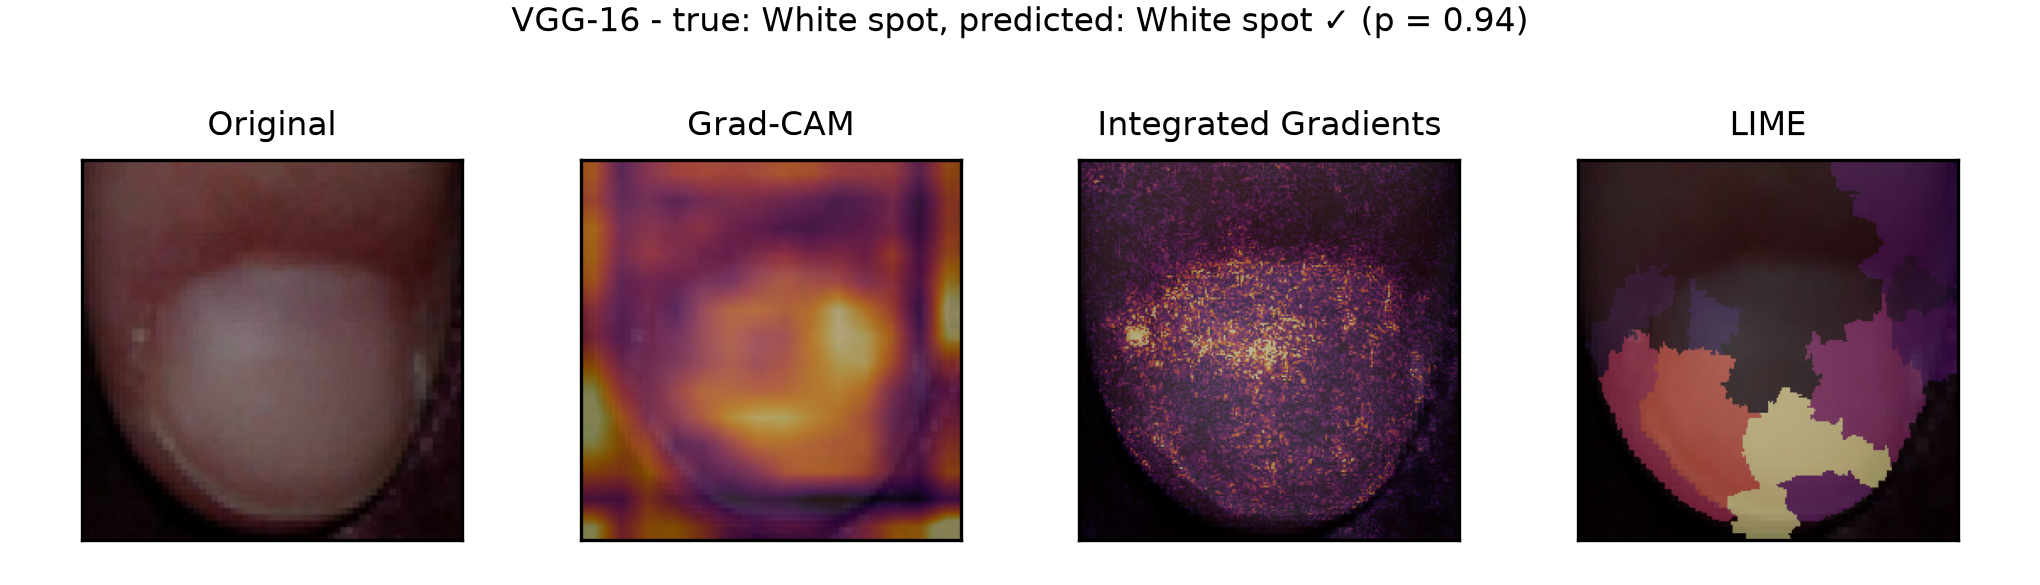 VGG-16 - true: White spot, predicted: White spot ✓ (p = 0.94)
Original
Grad-CAM
Integrated Gradients
LIME